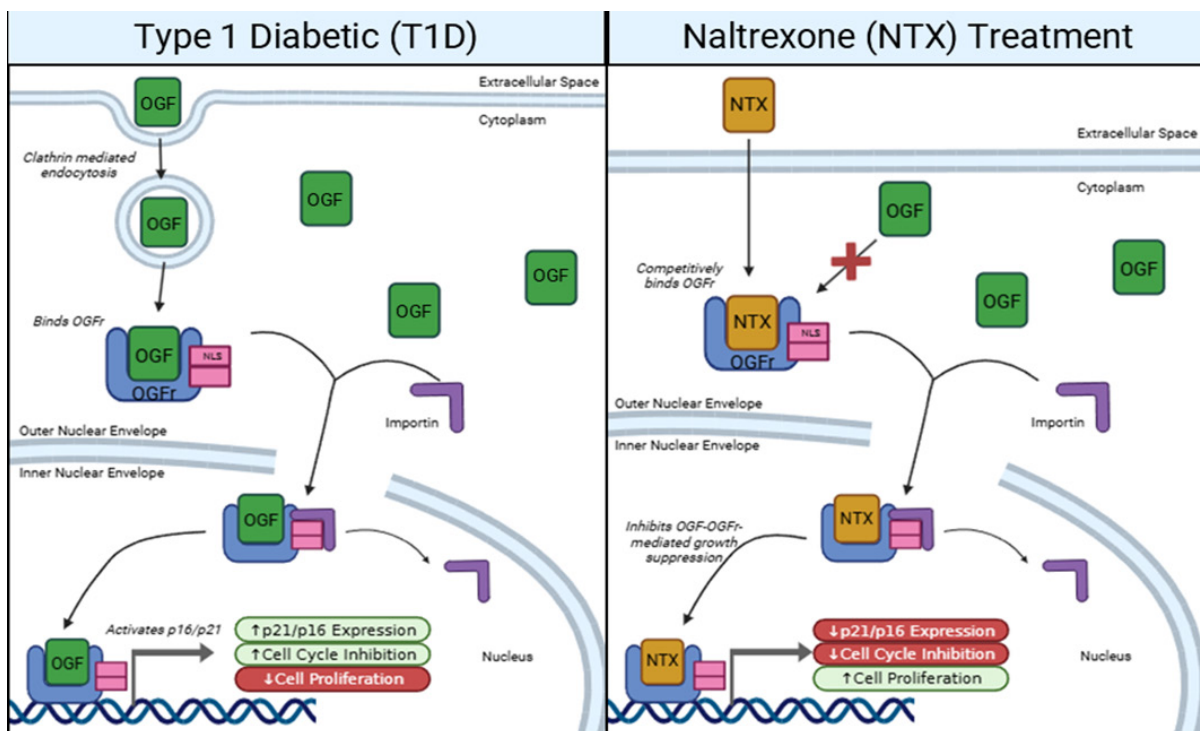 Type 1 Diabetic (T1D)
OGF
Extracellular Space
Cytoplasm
Clathrin mediated
endocytosis
OGF
OGF
OGF
OGF
Binds OGFr
OGF
NLS
OGFr
Importin
Outer Nuclear Envelope
Inner Nuclear Envelope
OGF
Activates p16/p21
↑p21/p16 Expression
↑Cell Cycle Inhibition
↓Cell Proliferation
OGF
Nucleus
Naltrexone (NTX) Treatment
NTX
Extracellular Space
Cytoplasm
OGF
OGF
OGF
Competitively
binds OGFr
NTX
NLS
OGFr
Importin
Outer Nuclear Envelope
Inner Nuclear Envelope
NTX
Inhibits OGF-OGFr-
mediated growth
suppression
↓p21/p16 Expression
↓Cell Cycle Inhibition
↑Cell Proliferation
NTX
Nucleus